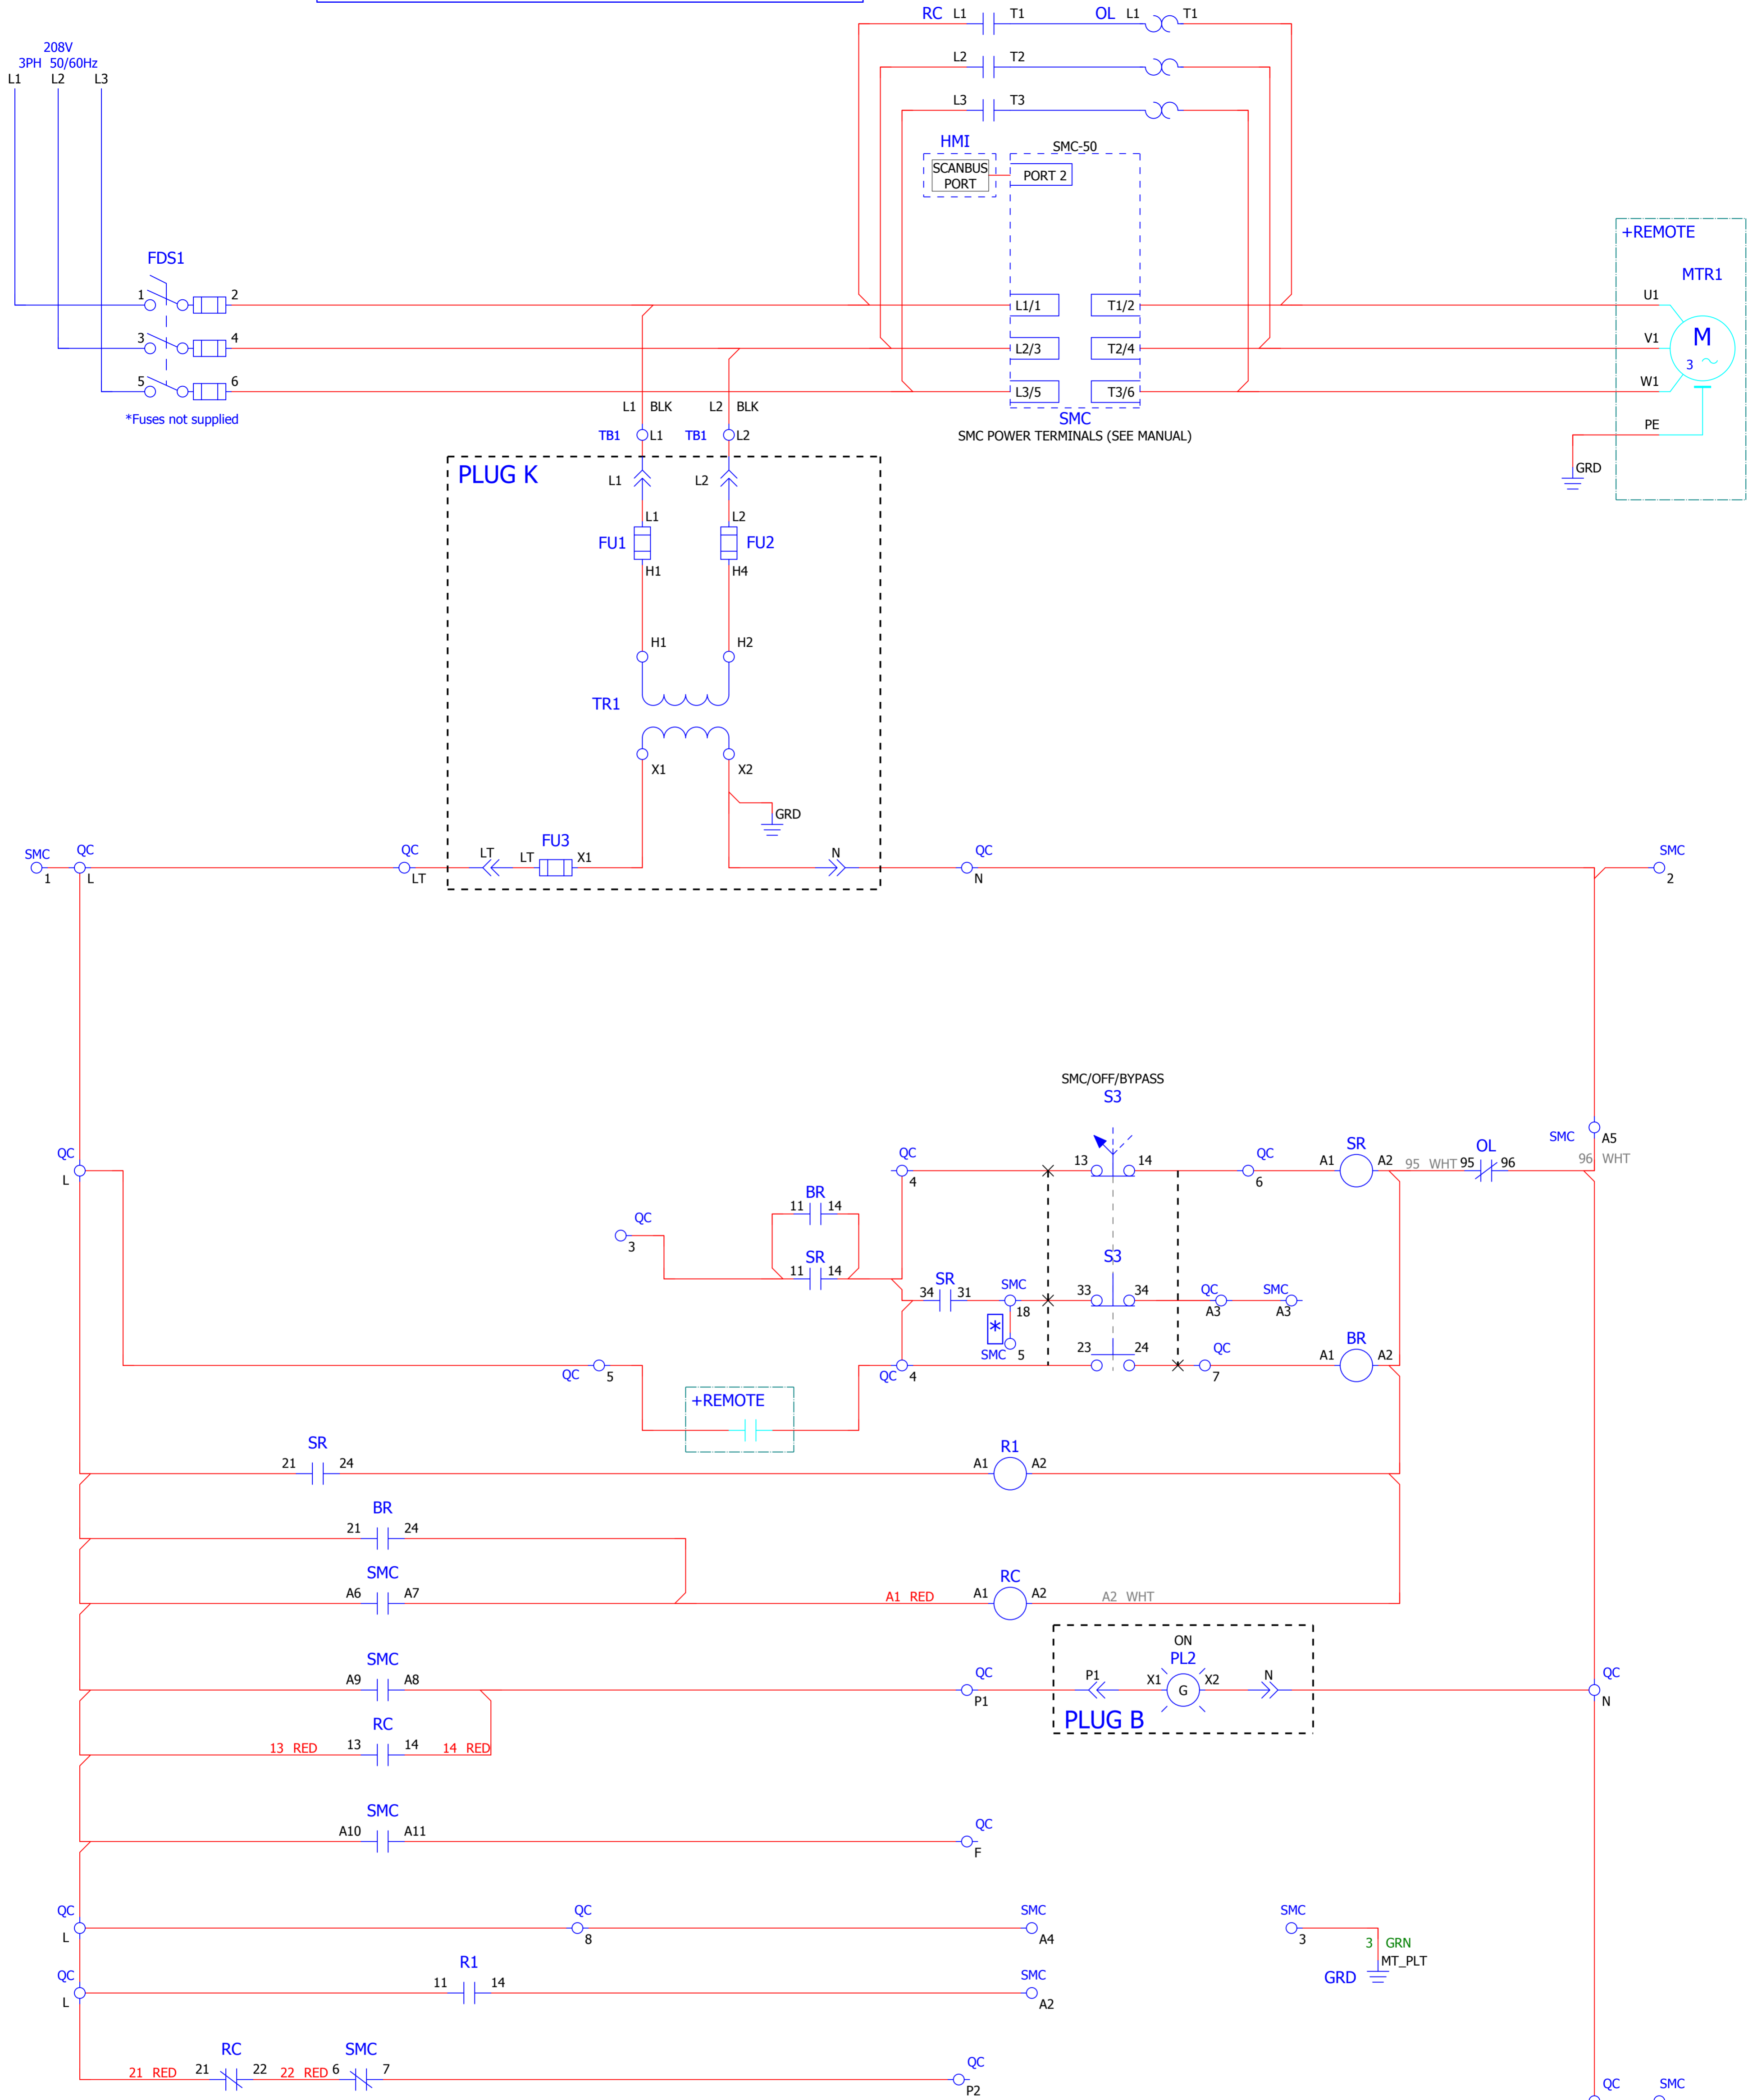 RC L1 T1 OL L1 T1
208V
3PH 50/60Hz
L1 L2 L3
L2 T2
L3 T3
HMI
SMC-50
SCANBUS
PORT
PORT 2
+REMOTE
FDS1
MTR1
1 2 L1/1 T1/2 U1
3 4 L2/3 T2/4 V1 M
3
5 6 L3/5 T3/6 W1
*Fuses not supplied
L1 BLK L2 BLK
SMC
SMC POWER TERMINALS (SEE MANUAL)
PE
TB1 L1 TB1 L2
GRD
PLUG K
L1 L2
L1 L2
FU1 FU2
H1 H4
H1 H2
TR1
X1 X2
GRD
FU3
SMC QC QC LT LT X1 N QC SMC
1 L LT N 2
SMC/OFF/BYPASS
S3
SMC A5
QC QC 13 14 QC SR OL
A1 A2 95 WHT 95 96 96 WHT
L 4 6
BR
11 14
QC
3
SR
11 14
S3
SR
34 31 SMC 33 34 QC SMC
18 A3 A3
*
SMC 5
23 24 QC BR
A1 A2
QC 5 QC 4 7
+REMOTE
SR
21 24
R1
A1 A2
BR
21 24
SMC
A6 A7
A1 RED
RC
A1 A2
A2 WHT
ON
PL2
SMC
A9 A8 QC P1 X1 G X2 N QC
P1 N
PLUG B
RC
13 RED 13 14 14 RED
SMC
A10 A11 QC
F
QC QC SMC SMC
L 8 A4 3
3 GRN
MT_PLT
GRD
QC R1
11 14 SMC
L A2
RC SMC
21 RED 21 22 22 RED 6 7 QC
P2
QC SMC